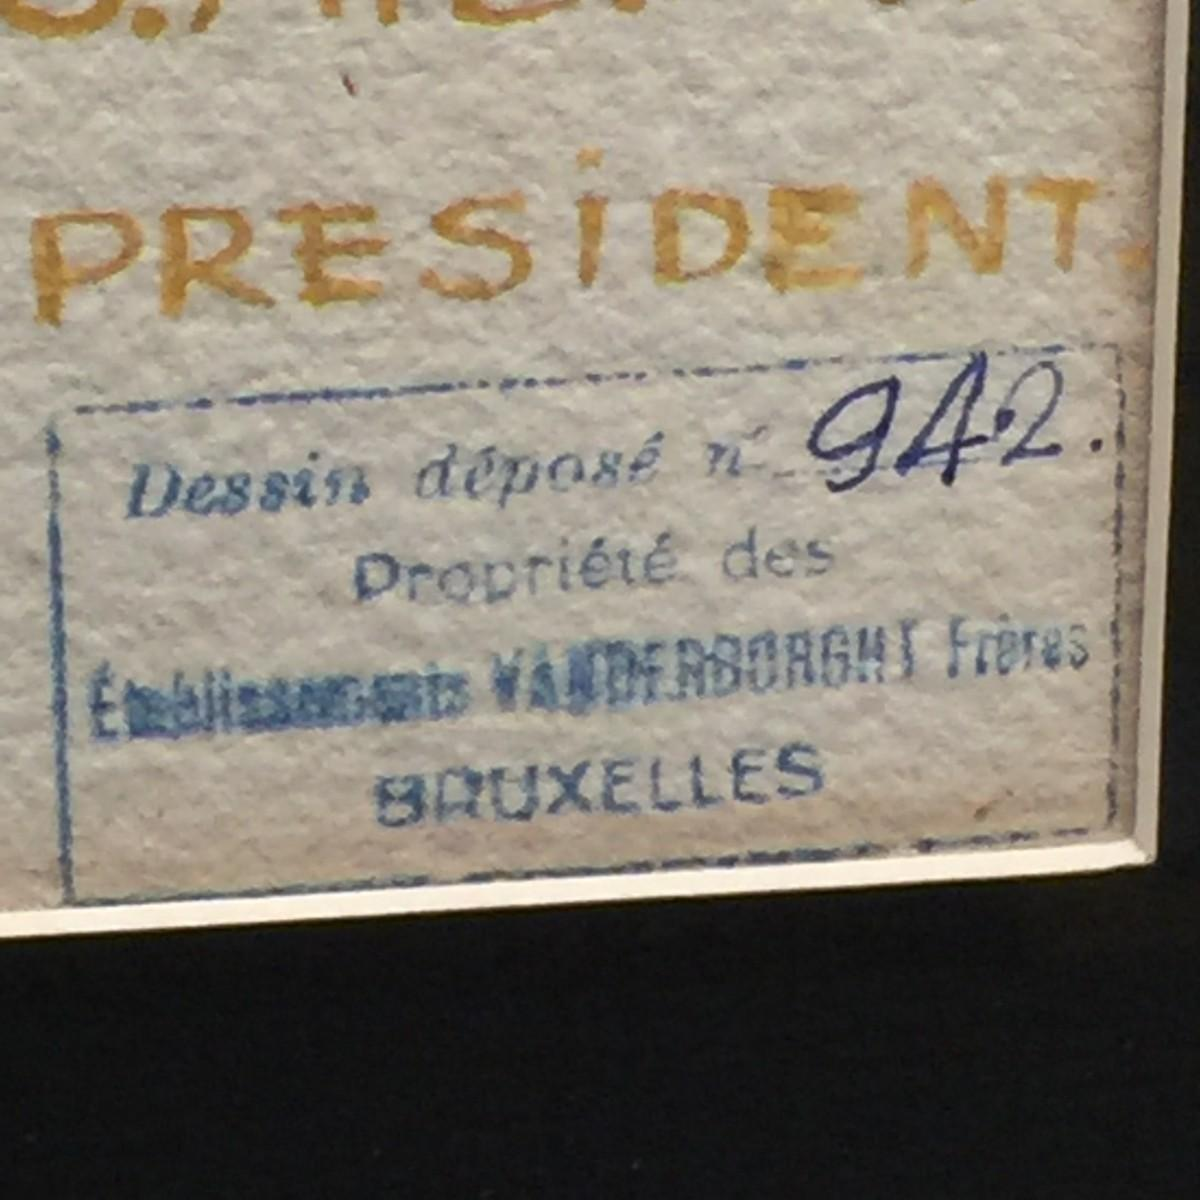 PRESiDENT.
Dessin déposé n° 942.
Propriété des
Établissements VANDERBORGHT Frères
BRUXELLES